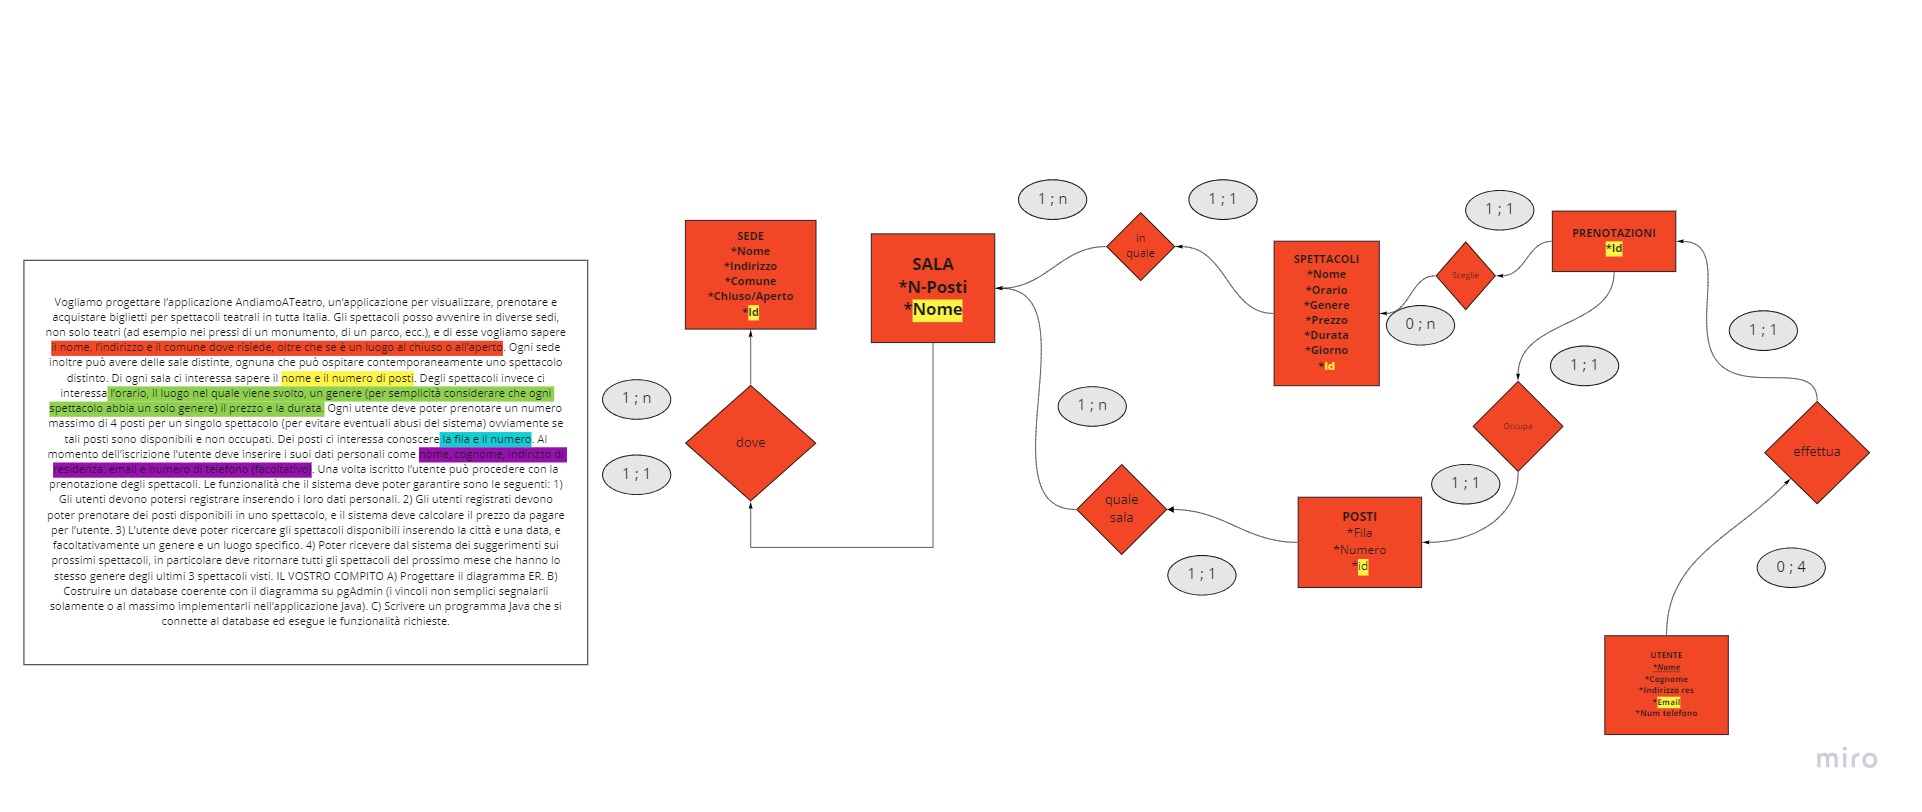 Vogliamo progettare l'applicazione AndiamoATeatro, un'applicazione per visualizzare, prenotare e
acquistare biglietti per spettacoli teatrali in tutta Italia. Gli spettacoli posso avvenire in diverse sedi,
non solo teatri (ad esempio nei pressi di un monumento, di un parco, ecc.), e di esse vogliamo sapere
il nome, l'indirizzo e il comune dove risiede, oltre che se è un luogo al chiuso o all'aperto. Ogni sede
inoltre può avere delle sale distinte, ognuna che può ospitare contemporaneamente uno spettacolo
distinto. Di ogni sala ci interessa sapere il nome e il numero di posti. Degli spettacoli invece ci
interessa l'orario, il luogo nel quale viene svolto, un genere (per semplicità considerare che ogni
spettacolo abbia un solo genere) il prezzo e la durata. Ogni utente deve poter prenotare un numero
massimo di 4 posti per un singolo spettacolo (per evitare eventuali abusi del sistema) ovviamente se
tali posti sono disponibili e non occupati. Dei posti ci interessa conoscere la fila e il numero. Al
momento dell'iscrizione l'utente deve inserire i suoi dati personali come nome, cognome, indirizzo di
residenza, email e numero di telefono (facoltativo). Una volta iscritto l'utente può procedere con la
prenotazione degli spettacoli. Le funzionalità che il sistema deve poter garantire sono le seguenti: 1)
Gli utenti devono potersi registrare inserendo i loro dati personali. 2) Gli utenti registrati devono
poter prenotare dei posti disponibili in uno spettacolo, e il sistema deve calcolare il prezzo da pagare
per l'utente. 3) L'utente deve poter ricercare gli spettacoli disponibili inserendo la città e una data, e
facoltativamente un genere e un luogo specifico. 4) Poter ricevere dal sistema dei suggerimenti sui
prossimi spettacoli, in particolare deve ritornare tutti gli spettacoli del prossimo mese che hanno lo
stesso genere degli ultimi 3 spettacoli visti. IL VOSTRO COMPITO A) Progettare il diagramma ER. B)
Costruire un database coerente con il diagramma su pgAdmin (i vincoli non semplici segnalarli
solamente o al massimo implementarli nell'applicazione Java). C) Scrivere un programma Java che si
connette al database ed esegue le funzionalità richieste.
SEDE
*Nome
*Indirizzo
*Comune
*Chiuso/Aperto
*Id
1 ; n
1 ; 1
dove
SALA
*N-Posti
*Nome
1 ; n
in
quale
1 ; 1
SPETTACOLI
*Nome
*Orario
*Genere
*Prezzo
*Durata
*Giorno
*Id
1 ; 1
Sceglie
0 ; n
PRENOTAZIONI
*Id
1 ; 1
1 ; 1
Occupa
1 ; n
quale
sala
1 ; 1
1 ; 1
POSTI
*Fila
*Numero
*id
effettua
0 ; 4
UTENTE
*Nome
*Cognome
*Indirizzo res
*Email
*Num telefono
miro